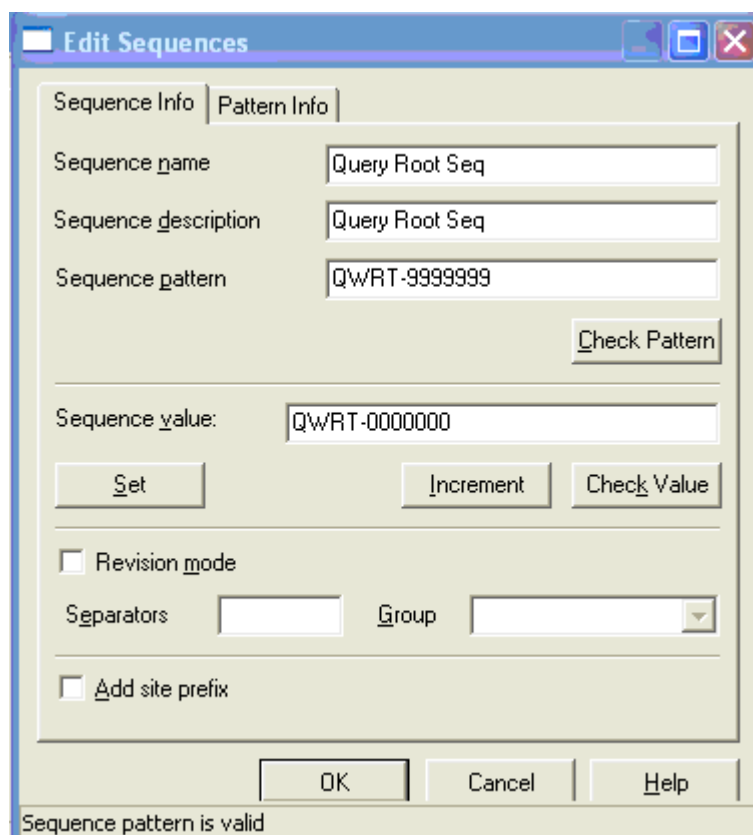 Edit Sequences
Sequence Info Pattern Info
Sequence name Query Root Seq
Sequence description Query Root Seq
Sequence pattern QWRT-9999999
Check Pattern
Sequence value: QWRT-0000000
Set Increment Check Value
Revision mode
Separators Group
Add site prefix
OK Cancel Help
Sequence pattern is valid